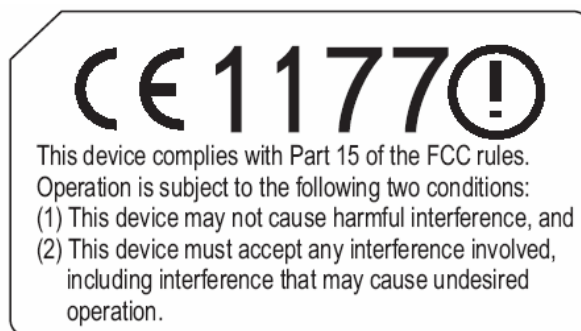 CE1177!
This device complies with Part 15 of the FCC rules.
Operation is subject to the following two conditions:
(1) This device may not cause harmful interference, and
(2) This device must accept any interference involved,
including interference that may cause undesired
operation.